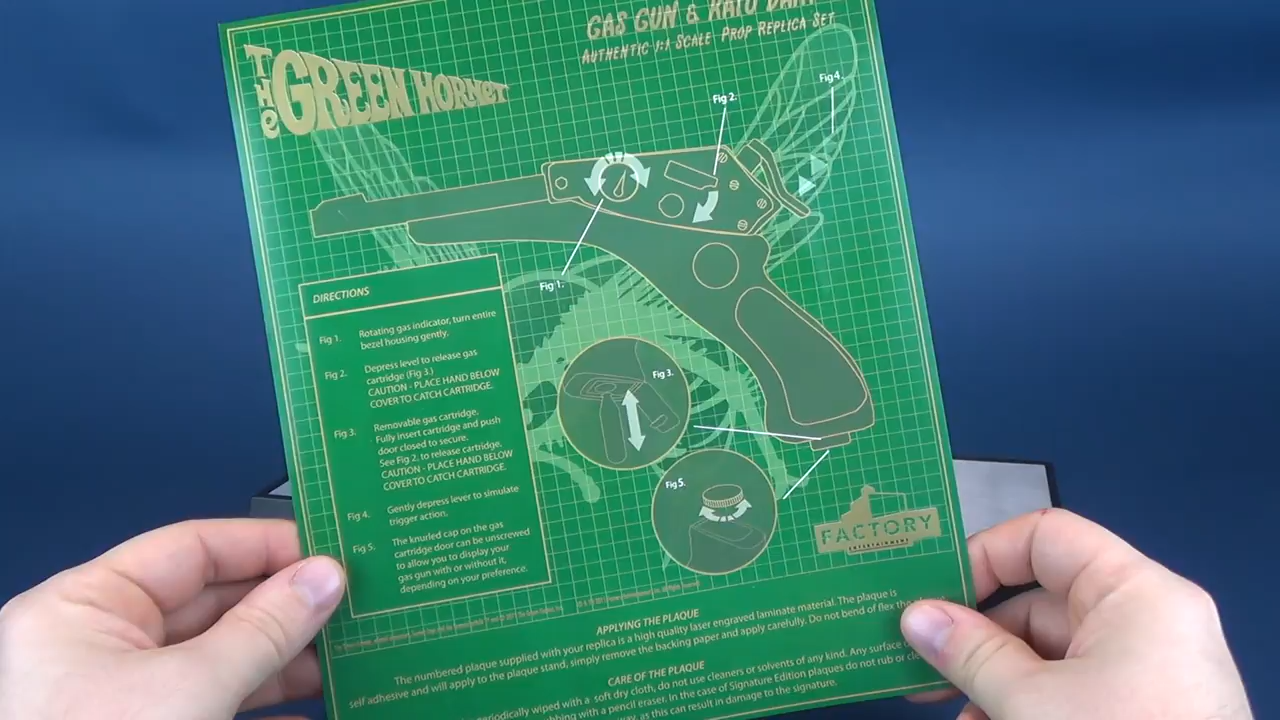 GAS GUN & KATO DART
AUTHENTIC 1:1 SCALE PROP REPLICA SET
THE GREEN HORNET
Fig 4.
Fig 2.
Fig 1.
DIRECTIONS
Fig 1. Rotating gas indicator, turn entire
bezel housing gently.
Fig 2. Depress level to release gas
cartridge (Fig 3.)
CAUTION - PLACE HAND BELOW
COVER TO CATCH CARTRIDGE.
Fig 3. Removable gas cartridge.
Fully insert cartridge and push
door closed to secure.
See Fig 2. to release cartridge,
CAUTION - PLACE HAND BELOW
COVER TO CATCH CARTRIDGE.
Fig 4. Gently depress lever to simulate
trigger action.
Fig 5. The knurled cap on the gas
cartridge door can be unscrewed
to allow you to display your
gas gun with or without it,
depending on your preference.
Fig 3.
Fig 5.
FACTORY
ENTERTAINMENT
APPLYING THE PLAQUE
The numbered plaque supplied with your replica is a high quality laser engraved laminate material. The plaque is
self adhesive and will apply to the plaque stand, simply remove the backing paper and apply carefully. Do not bend of flex the
CARE OF THE PLAQUE
periodically wiped with a soft dry cloth, do not use cleaners or solvents of any kind. Any surface
with a pencil eraser. In the case of Signature Edition plaques do not rub or
way, as this can result in damage to the signature.